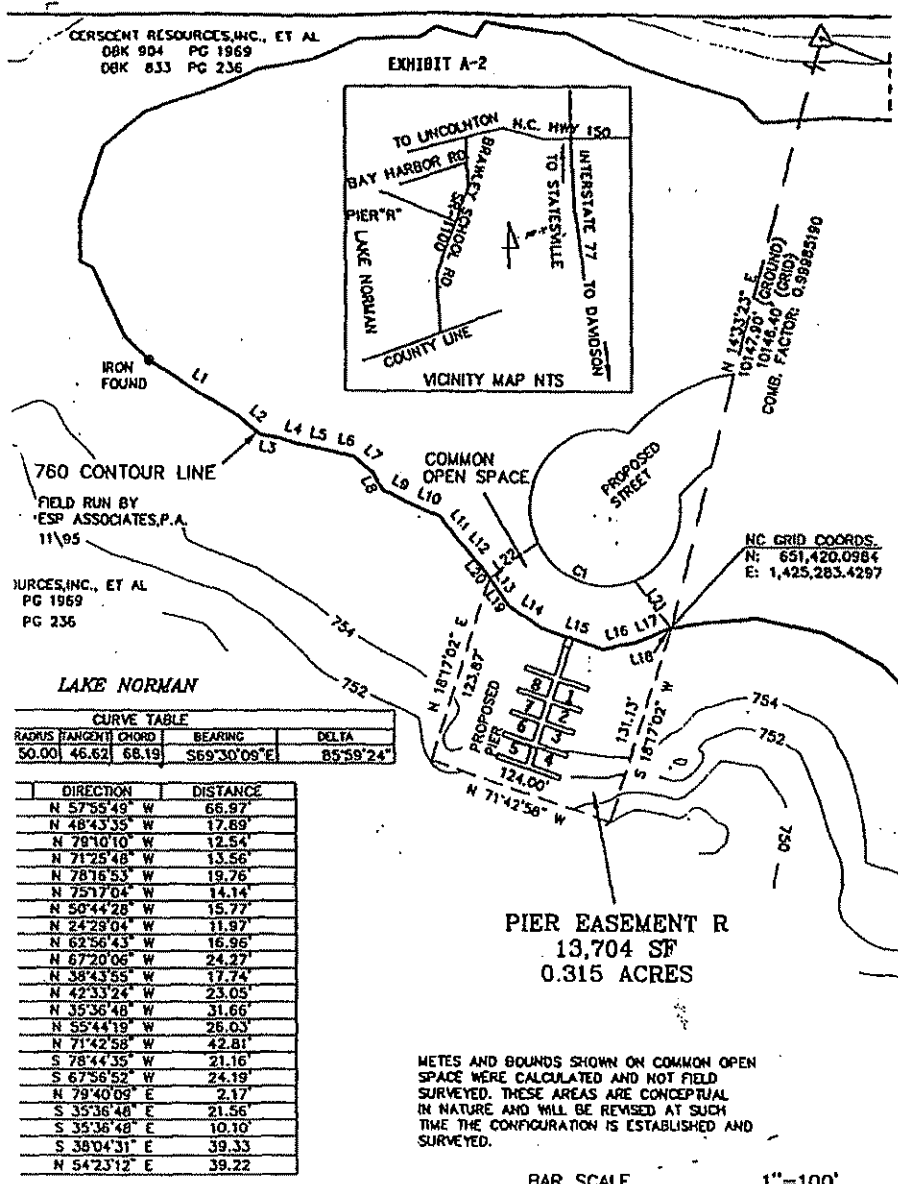 CERSCENT RESOURCES,INC., ET AL
DBK 904 PG 1969
DBK 833 PG 236
EXHIBIT A-2
TO LINCOLNTON
N.C. HWY 150
BAY HARBOR RD
BRAWLEY SCHOOL RD
SR-1100
PIER"R"
LAKE NORMAN
TO STATESVILLE
INTERSTATE 77
TO DAVIDSON
COUNTY LINE
VICINITY MAP NTS
N 14°33'23" E
10147.90' (GROUND)
10146.40' (GRID)
COMB. FACTOR: 0.99985190
IRON
FOUND
L1
L2
L3
L4
L5
L6
L7
L8
L9
L10
L11
L12
L13
L14
L15
L16
L17
L18
L19
L20
L21
22
C1
760 CONTOUR LINE
FIELD RUN BY
ESP ASSOCIATES,P.A.
11\95
COMMON
OPEN SPACE
PROPOSED
STREET
NC GRID COORDS.
N: 651,420.0984
E: 1,425,283.4297
URCES,INC., ET AL
PG 1969
PG 236
754
752
LAKE NORMAN
N 18°17'02" E
123.87'
PROPOSED
PIER
8
7
6
5
1
2
3
4
131.13'
S 18°17'02" W
124.00'
N 71°42'58" W
754
752
750
CURVE TABLE
RADIUS TANGENT CHORD BEARING DELTA
50.00 46.62 68.19 S69°30'09"E 85°59'24"
DIRECTION DISTANCE
N 57°55'49" W 66.97'
N 48°43'35" W 17.89'
N 79°10'10" W 12.54'
N 71°25'48" W 13.56'
N 78°16'53" W 19.76'
N 75°17'04" W 14.14'
N 50°44'28" W 15.77'
N 24°29'04" W 11.97'
N 62°56'43" W 16.96'
N 67°20'06" W 24.27'
N 38°43'55" W 17.74'
N 42°33'24" W 23.05'
N 35°36'48" W 31.66'
N 55°44'19" W 26.03'
N 71°42'58" W 42.81'
S 78°44'35" W 21.16'
S 67°56'52" W 24.19'
N 79°40'09" E 2.17'
S 35°36'48" E 21.56'
S 35°36'48" E 10.10'
S 38°04'31" E 39.33
N 54°23'12" E 39.22
PIER EASEMENT R
13,704 SF
0.315 ACRES
METES AND BOUNDS SHOWN ON COMMON OPEN
SPACE WERE CALCULATED AND NOT FIELD
SURVEYED. THESE AREAS ARE CONCEPTUAL
IN NATURE AND WILL BE REVISED AT SUCH
TIME THE CONFIGURATION IS ESTABLISHED AND
SURVEYED.
BAR SCALE 1"=100'